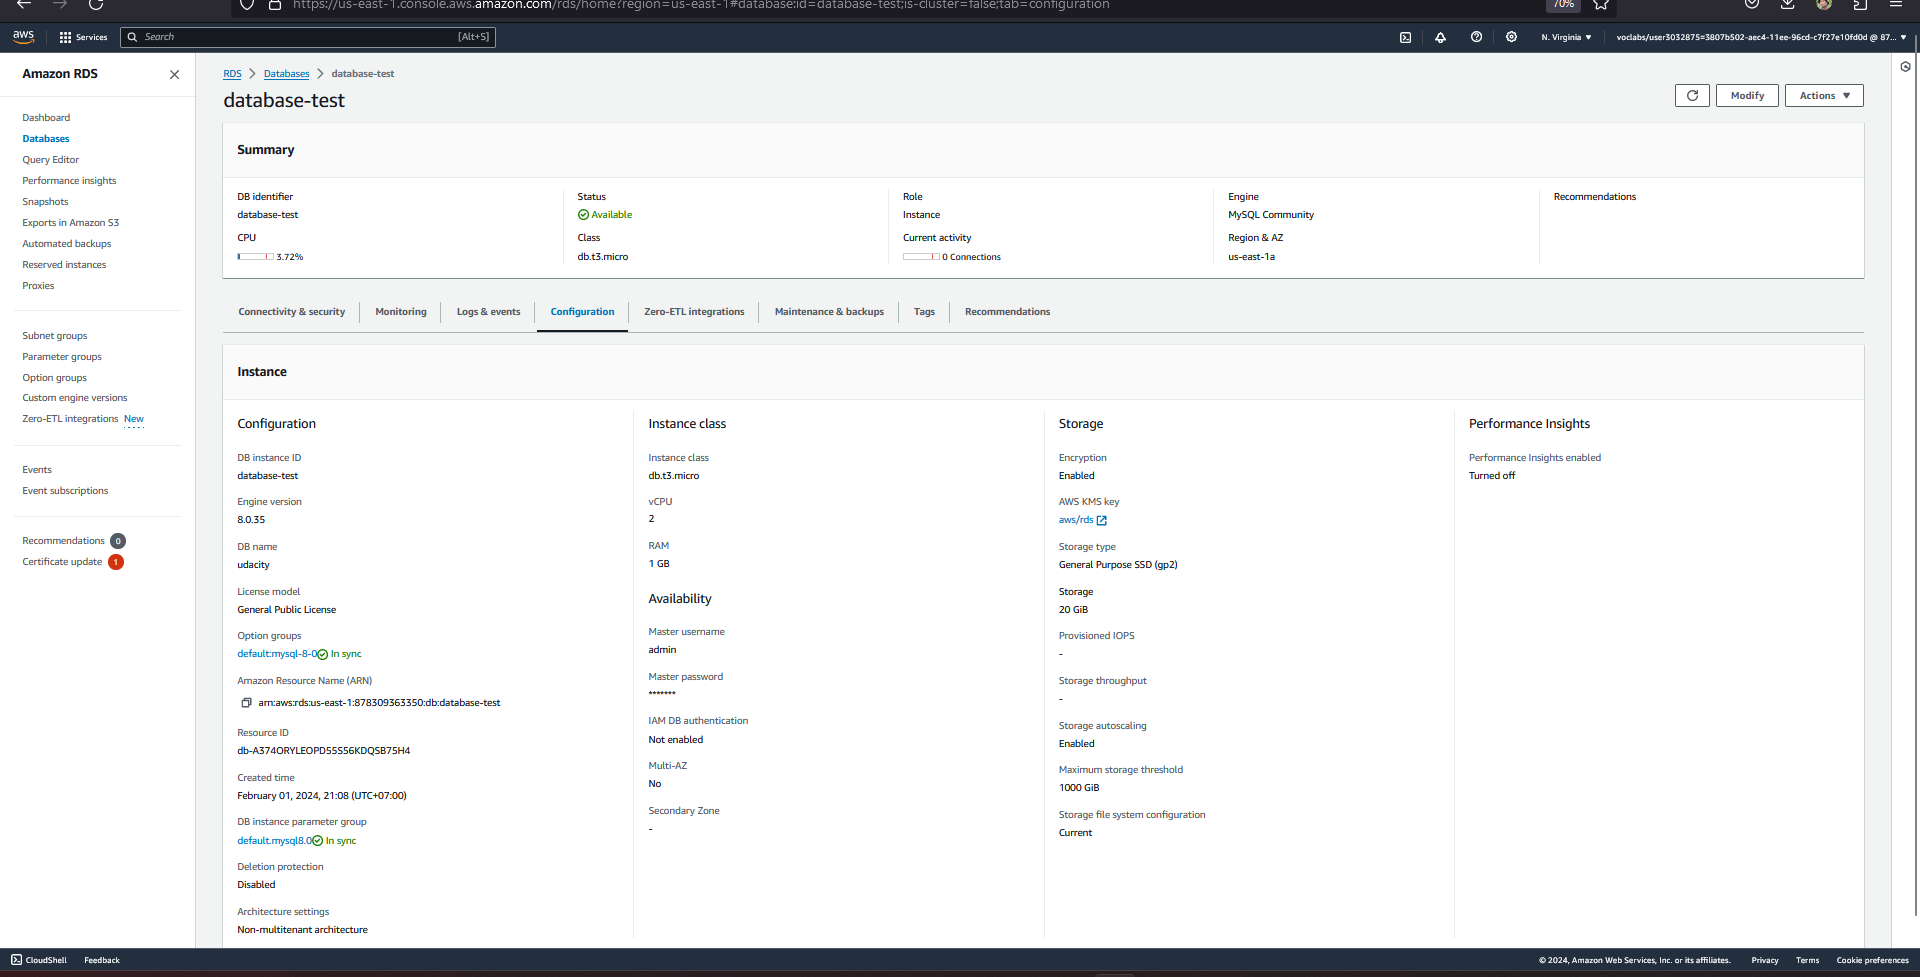 https://us-east-1.console.aws.amazon.com/rds/home?region=us-east-1#database:id=database-test;is-cluster=false;tab=configuration
70%
aws
Services
Search
[Alt+S]
N. Virginia
voclabs/user3032875=3807b502-aec4-11ee-96cd-c7f27e10fd0d @ 87...
Amazon RDS
Dashboard
Databases
Query Editor
Performance insights
Snapshots
Exports in Amazon S3
Automated backups
Reserved instances
Proxies
Subnet groups
Parameter groups
Option groups
Custom engine versions
Zero-ETL integrations New
Events
Event subscriptions
Recommendations 0
Certificate update 1
RDS > Databases > database-test
database-test
Modify
Actions
Summary
DB identifier
database-test
CPU
3.72%
Status
Available
Class
db.t3.micro
Role
Instance
Current activity
0 Connections
Engine
MySQL Community
Region & AZ
us-east-1a
Recommendations
Connectivity & security
Monitoring
Logs & events
Configuration
Zero-ETL integrations
Maintenance & backups
Tags
Recommendations
Instance
Configuration
DB instance ID
database-test
Engine version
8.0.35
DB name
udacity
License model
General Public License
Option groups
default:mysql-8-0 In sync
Amazon Resource Name (ARN)
arn:aws:rds:us-east-1:878309363350:db:database-test
Resource ID
db-A374ORYLEOPD55S56KDQSB75H4
Created time
February 01, 2024, 21:08 (UTC+07:00)
DB instance parameter group
default.mysql8.0 In sync
Deletion protection
Disabled
Architecture settings
Non-multitenant architecture
Instance class
Instance class
db.t3.micro
vCPU
2
RAM
1 GB
Availability
Master username
admin
Master password
*******
IAM DB authentication
Not enabled
Multi-AZ
No
Secondary Zone
-
Storage
Encryption
Enabled
AWS KMS key
aws/rds
Storage type
General Purpose SSD (gp2)
Storage
20 GiB
Provisioned IOPS
-
Storage throughput
-
Storage autoscaling
Enabled
Maximum storage threshold
1000 GiB
Storage file system configuration
Current
Performance Insights
Performance Insights enabled
Turned off
CloudShell
Feedback
© 2024, Amazon Web Services, Inc. or its affiliates.
Privacy
Terms
Cookie preferences